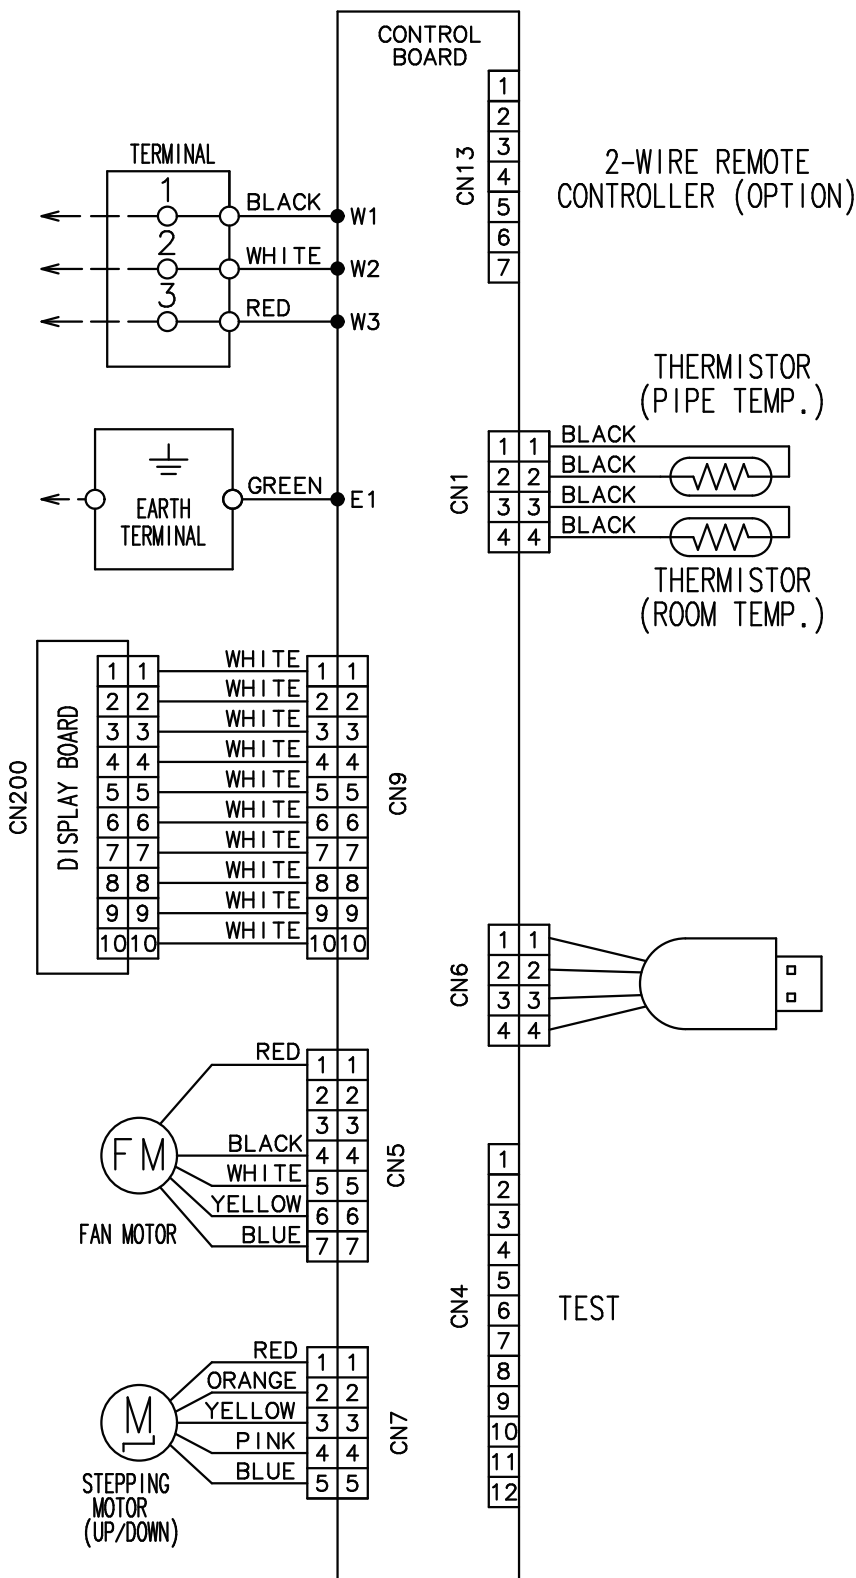 CONTROL
BOARD
CN13
1
2
3
4
5
6
7
2-WIRE REMOTE
CONTROLLER (OPTION)
TERMINAL
1 BLACK W1
2 WHITE W2
3 RED W3
EARTH
TERMINAL
GREEN E1
THERMISTOR
(PIPE TEMP.)
CN1
1 1 BLACK
2 2 BLACK
3 3 BLACK
4 4 BLACK
THERMISTOR
(ROOM TEMP.)
CN200
DISPLAY BOARD
1 1 WHITE 1 1
2 2 WHITE 2 2
3 3 WHITE 3 3
4 4 WHITE 4 4
5 5 WHITE 5 5
6 6 WHITE 6 6
7 7 WHITE 7 7
8 8 WHITE 8 8
9 9 WHITE 9 9
10 10 WHITE 10 10
CN9
CN6
1 1
2 2
3 3
4 4
FM
FAN MOTOR
RED 1 1
2 2
3 3
BLACK 4 4
WHITE 5 5
YELLOW 6 6
BLUE 7 7
CN5
CN4
1
2
3
4
5
6
7
8
9
10
11
12
TEST
M
STEPPING
MOTOR
(UP/DOWN)
RED 1 1
ORANGE 2 2
YELLOW 3 3
PINK 4 4
BLUE 5 5
CN7